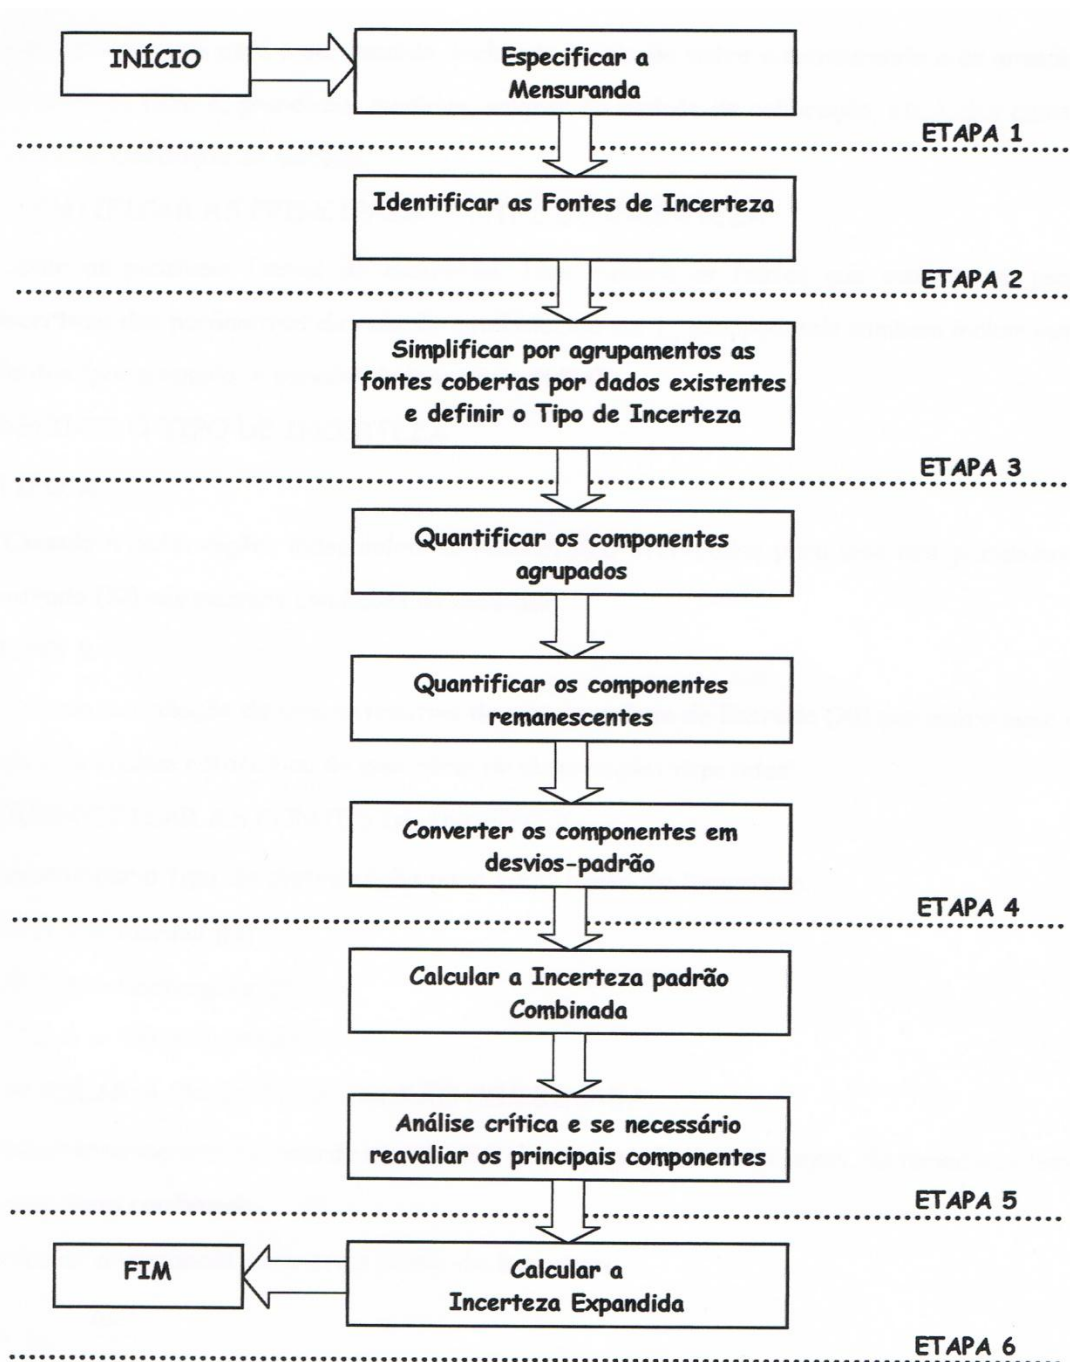 INÍCIO
Especificar a
Mensuranda
ETAPA 1
Identificar as Fontes de Incerteza
ETAPA 2
Simplificar por agrupamentos as
fontes cobertas por dados existentes
e definir o Tipo de Incerteza
ETAPA 3
Quantificar os componentes
agrupados
Quantificar os componentes
remanescentes
Converter os componentes em
desvios-padrão
ETAPA 4
Calcular a Incerteza padrão
Combinada
Análise crítica e se necessário
reavaliar os principais componentes
ETAPA 5
FIM
Calcular a
Incerteza Expandida
ETAPA 6